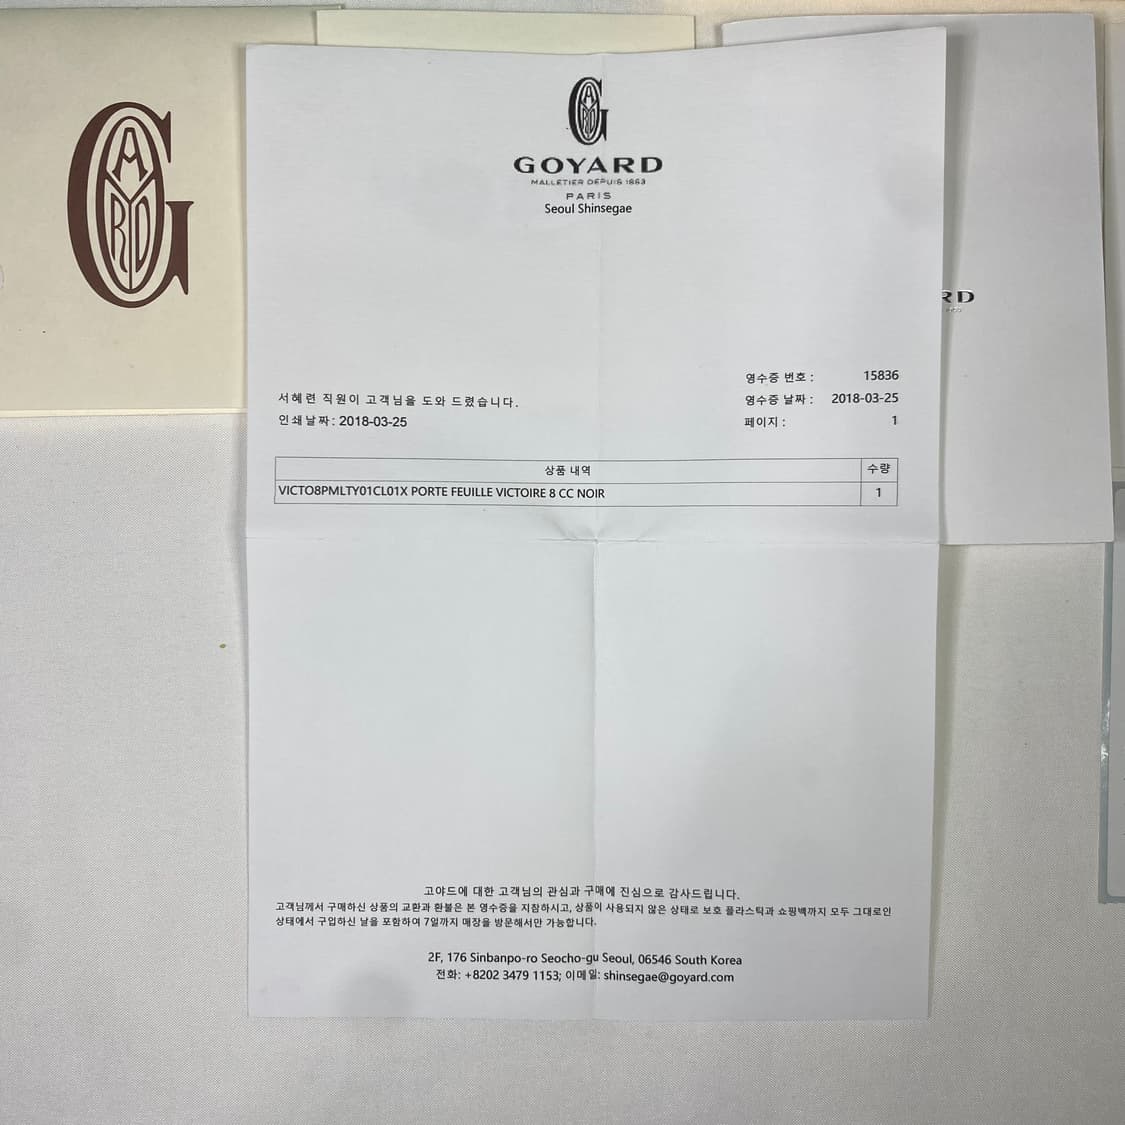 GOYARD
MALLETIER DEPUIS 1853
PARIS
Seoul Shinsegae
RD
서혜련 직원이 고객님을 도와 드렸습니다.
인쇄날짜: 2018-03-25
영수증 번호 : 15836
영수증 날짜 : 2018-03-25
페이지 : 1
상품 내역 수량
VICTO8PMLTY01CL01X PORTE FEUILLE VICTOIRE 8 CC NOIR 1
고야드에 대한 고객님의 관심과 구매에 진심으로 감사드립니다.
고객님께서 구매하신 상품의 교환과 환불은 본 영수증을 지참하시고, 상품이 사용되지 않은 상태로 보호 플라스틱과 쇼핑백까지 모두 그대로인
상태에서 구입하신 날을 포함하여 7일까지 매장을 방문해서만 가능합니다.
2F, 176 Sinbanpo-ro Seocho-gu Seoul, 06546 South Korea
전화: +8202 3479 1153; 이메일: shinsegae@goyard.com